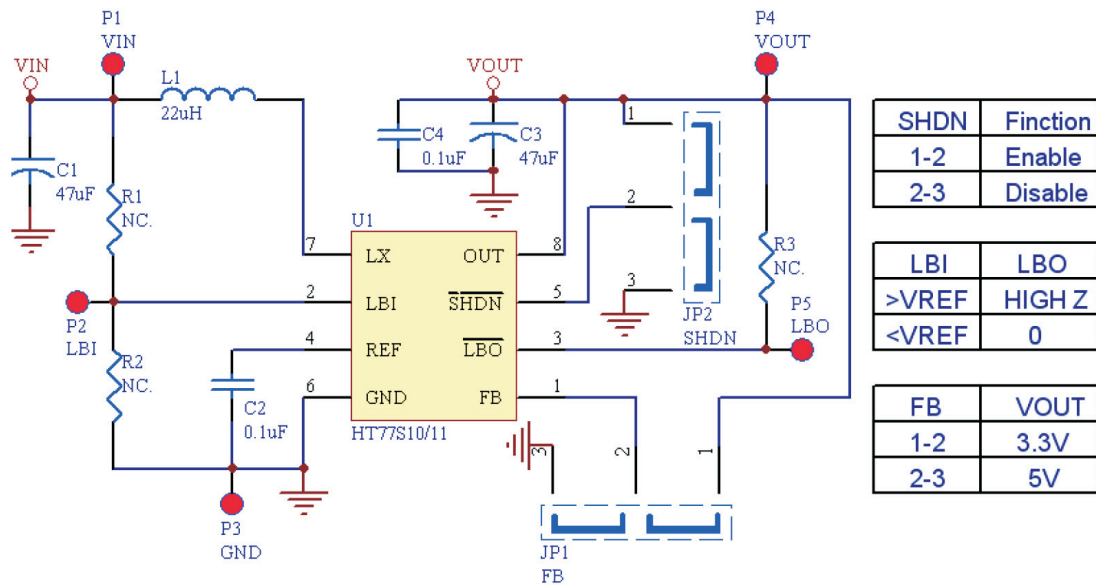 P1
VIN
VIN
L1
22uH
C1
47uF
R1
NC.
P2
LBI
R2
NC.
C2
0.1uF
P3
GND
U1
7 LX OUT 8
2 LBI SHDN 5
4 REF LBO 3
6 GND FB 1
HT77S10/11
VOUT
C4
0.1uF
C3
47uF
P4
VOUT
1
2
3
JP2
SHDN
R3
NC.
P5
LBO
3 2 1
JP1
FB
SHDN Finction
1-2 Enable
2-3 Disable
LBI LBO
>VREF HIGH Z
<VREF 0
FB VOUT
1-2 3.3V
2-3 5V